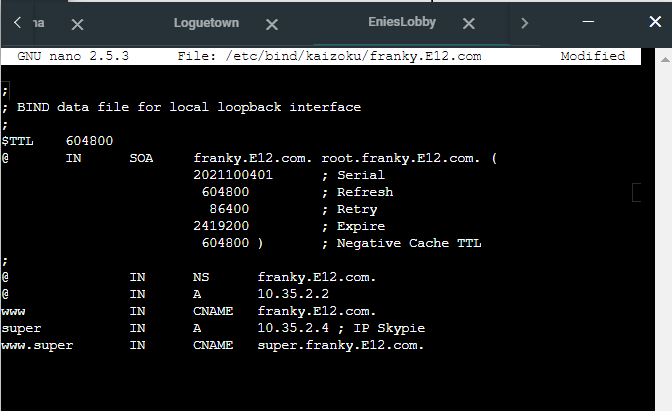 na Loguetown EniesLobby
GNU nano 2.5.3 File: /etc/bind/kaizoku/franky.E12.com Modified
;
; BIND data file for local loopback interface
;
$TTL 604800
@ IN SOA franky.E12.com. root.franky.E12.com. (
2021100401 ; Serial
604800 ; Refresh
86400 ; Retry
2419200 ; Expire
604800 ) ; Negative Cache TTL
;
@ IN NS franky.E12.com.
@ IN A 10.35.2.2
www IN CNAME franky.E12.com.
super IN A 10.35.2.4 ; IP Skypie
www.super IN CNAME super.franky.E12.com.